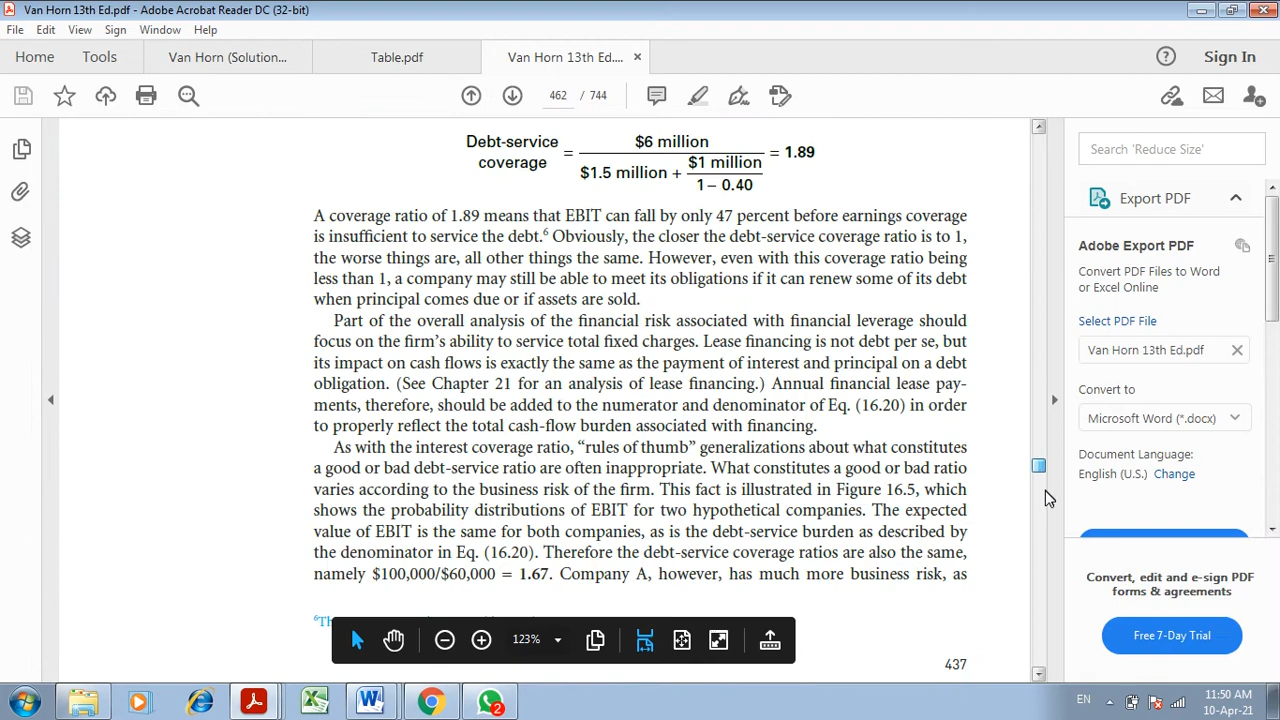 Van Horn 13th Ed.pdf - Adobe Acrobat Reader DC (32-bit)
File Edit View Sign Window Help
Home Tools Van Horn (Solution... Table.pdf Van Horn 13th Ed.... × Sign In
462 / 744
Debt-service coverage = $6 million / $1.5 million + $1 million / 1 – 0.40 = 1.89
A coverage ratio of 1.89 means that EBIT can fall by only 47 percent before earnings coverage
is insufficient to service the debt.⁶ Obviously, the closer the debt-service coverage ratio is to 1,
the worse things are, all other things the same. However, even with this coverage ratio being
less than 1, a company may still be able to meet its obligations if it can renew some of its debt
when principal comes due or if assets are sold.
Part of the overall analysis of the financial risk associated with financial leverage should
focus on the firm's ability to service total fixed charges. Lease financing is not debt per se, but
its impact on cash flows is exactly the same as the payment of interest and principal on a debt
obligation. (See Chapter 21 for an analysis of lease financing.) Annual financial lease pay-
ments, therefore, should be added to the numerator and denominator of Eq. (16.20) in order
to properly reflect the total cash-flow burden associated with financing.
As with the interest coverage ratio, “rules of thumb” generalizations about what constitutes
a good or bad debt-service ratio are often inappropriate. What constitutes a good or bad ratio
varies according to the business risk of the firm. This fact is illustrated in Figure 16.5, which
shows the probability distributions of EBIT for two hypothetical companies. The expected
value of EBIT is the same for both companies, as is the debt-service burden as described by
the denominator in Eq. (16.20). Therefore the debt-service coverage ratios are also the same,
namely $100,000/$60,000 = 1.67. Company A, however, has much more business risk, as
123%
437
Search 'Reduce Size'
Export PDF
Adobe Export PDF
Convert PDF Files to Word
or Excel Online
Select PDF File
Van Horn 13th Ed.pdf
Convert to
Microsoft Word (*.docx)
Document Language:
English (U.S.) Change
Convert, edit and e-sign PDF
forms & agreements
Free 7-Day Trial
2
EN
11:50 AM
10-Apr-21